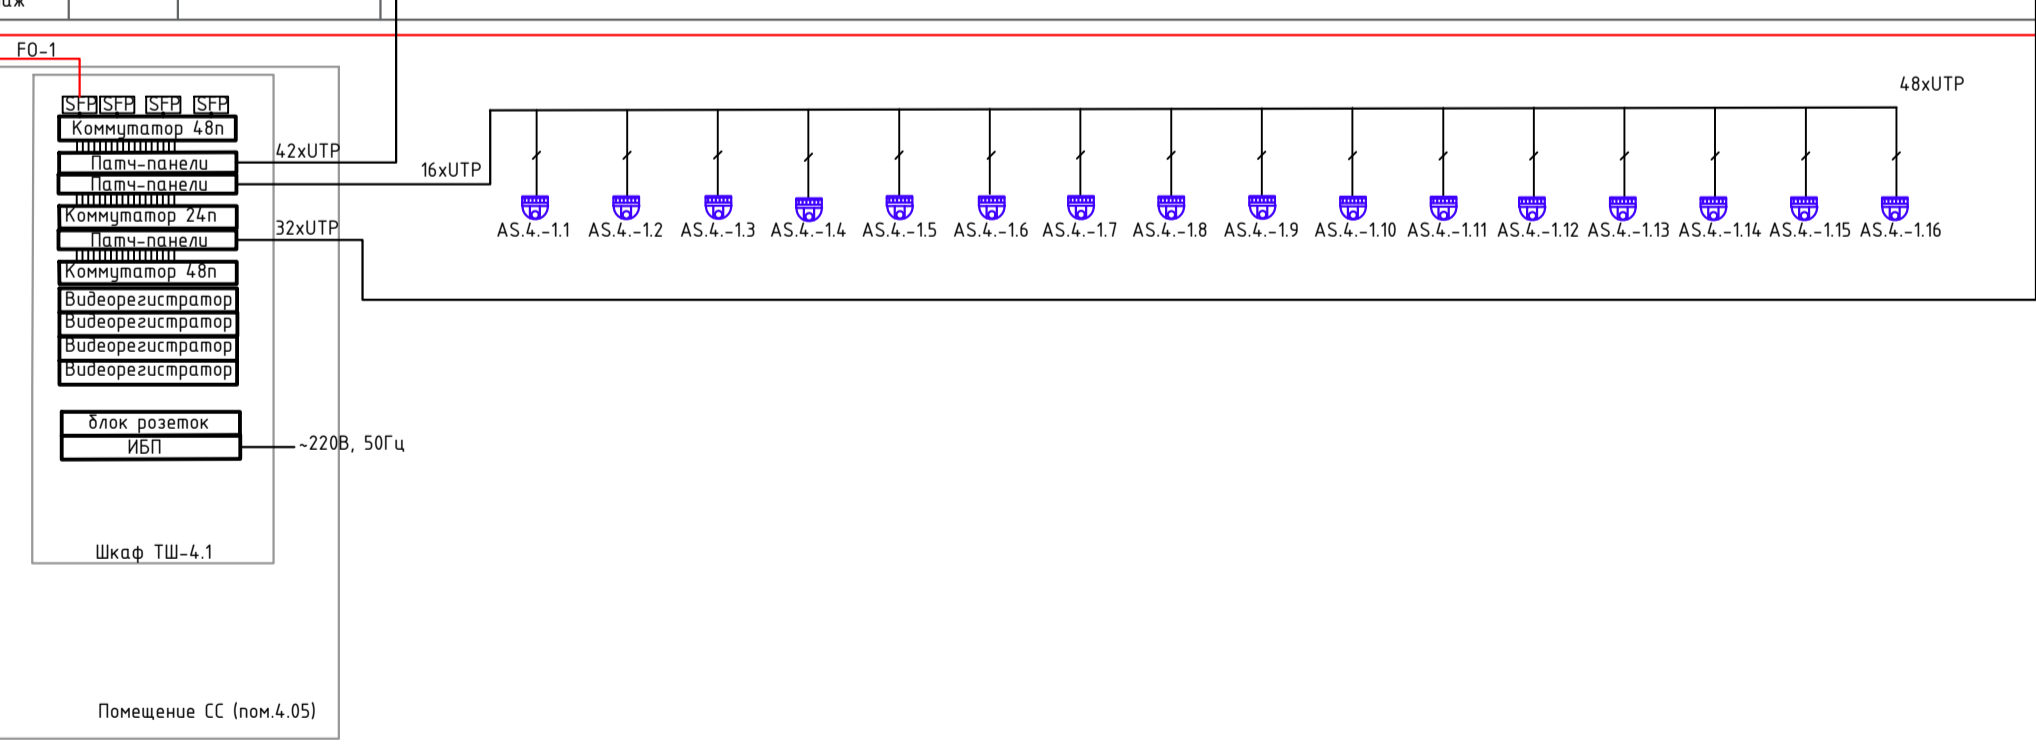 FO-1
SFP SFP SFP SFP
Коммутатор 48п
Патч-панели
42xUTP
Патч-панели
16xUTP
Коммутатор 24п
Патч-панели
32xUTP
Коммутатор 48п
Видеорегистратор
Видеорегистратор
Видеорегистратор
Видеорегистратор
блок розеток
ИБП
~220В, 50Гц
Шкаф ТШ-4.1
Помещение СС (пом.4.05)
48xUTP
AS.4.-1.1 AS.4.-1.2 AS.4.-1.3 AS.4.-1.4 AS.4.-1.5 AS.4.-1.6 AS.4.-1.7 AS.4.-1.8 AS.4.-1.9 AS.4.-1.10 AS.4.-1.11 AS.4.-1.12 AS.4.-1.13 AS.4.-1.14 AS.4.-1.15 AS.4.-1.16